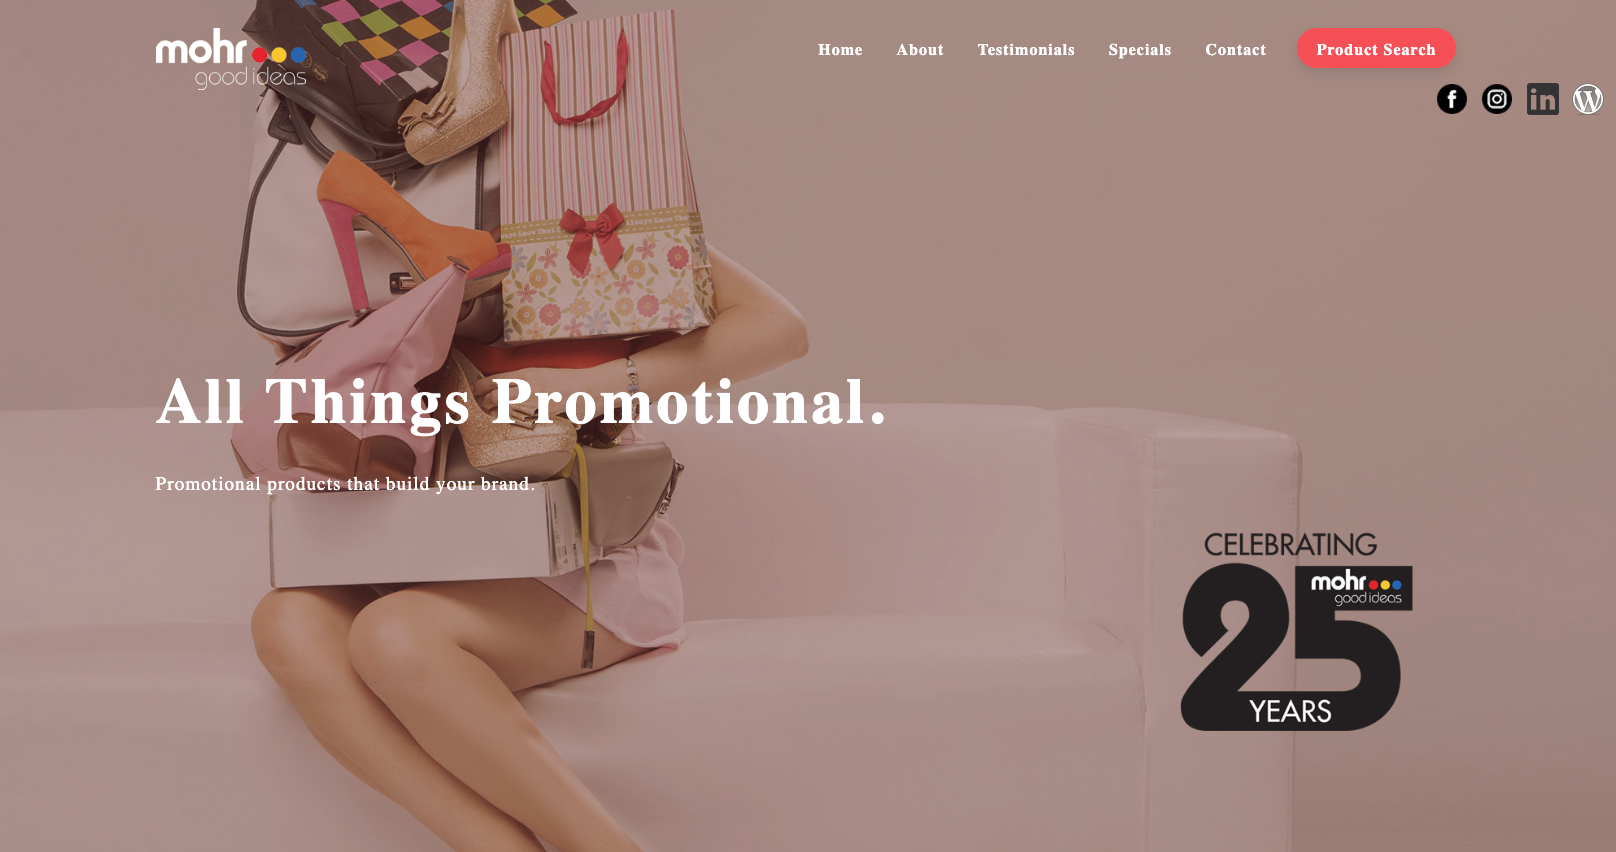 mohr
good ideas
Home About Testimonials Specials Contact Product Search
All Things Promotional.
Promotional products that build your brand.
CELEBRATING
mohr
good ideas
25
YEARS